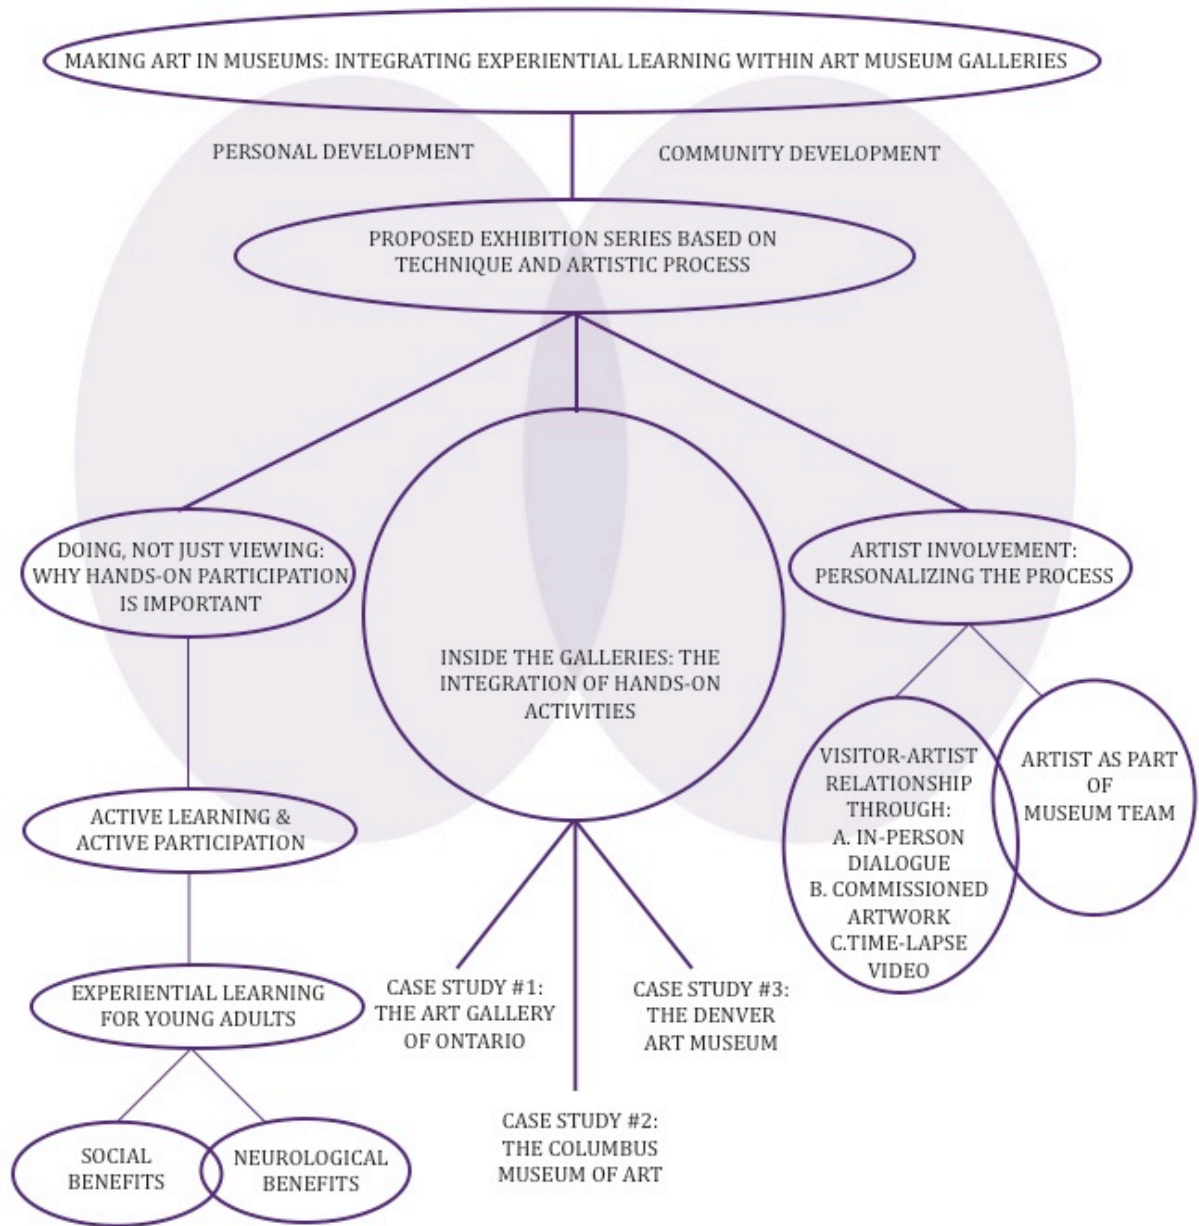 MAKING ART IN MUSEUMS: INTEGRATING EXPERIENTIAL LEARNING WITHIN ART MUSEUM GALLERIES
PERSONAL DEVELOPMENT
COMMUNITY DEVELOPMENT
PROPOSED EXHIBITION SERIES BASED ON
TECHNIQUE AND ARTISTIC PROCESS
DOING, NOT JUST VIEWING:
WHY HANDS-ON PARTICIPATION
IS IMPORTANT
ARTIST INVOLVEMENT:
PERSONALIZING THE PROCESS
INSIDE THE GALLERIES: THE
INTEGRATION OF HANDS-ON
ACTIVITIES
VISITOR-ARTIST
RELATIONSHIP
THROUGH:
A. IN-PERSON
DIALOGUE
B. COMMISSIONED
ARTWORK
C.TIME-LAPSE
VIDEO
ARTIST AS PART
OF
MUSEUM TEAM
ACTIVE LEARNING &
ACTIVE PARTICIPATION
EXPERIENTIAL LEARNING
FOR YOUNG ADULTS
CASE STUDY #1:
THE ART GALLERY
OF ONTARIO
CASE STUDY #3:
THE DENVER
ART MUSEUM
CASE STUDY #2:
THE COLUMBUS
MUSEUM OF ART
SOCIAL
BENEFITS
NEUROLOGICAL
BENEFITS